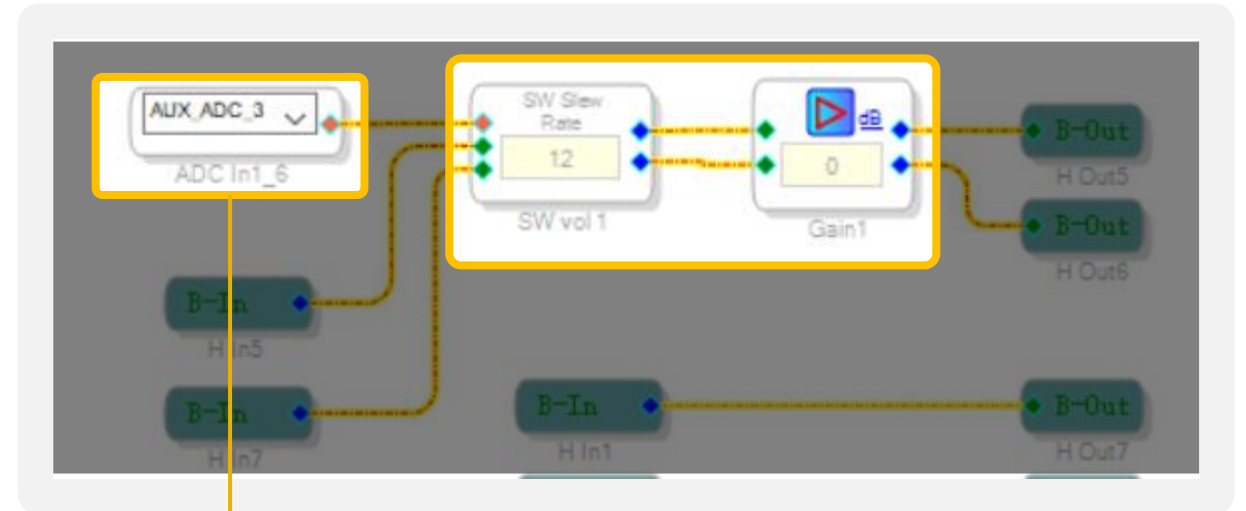 AUX_ADC_3
ADC In1_6
SW Slew
Rate
12
SW vol 1
dB
0
Gain1
B-Out
H Out5
B-Out
H Out6
B-In
H In5
B-In
H In7
B-In
H In1
B-Out
H Out7